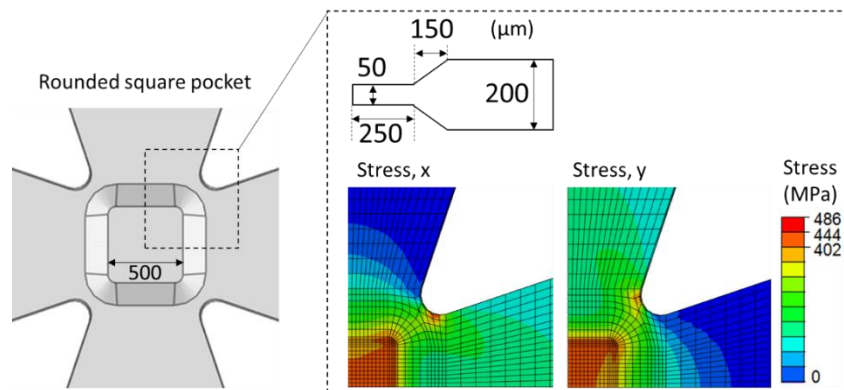 Rounded square pocket
500
150
(μm)
50
200
250
Stress, x
Stress, y
Stress
(MPa)
486
444
402
0